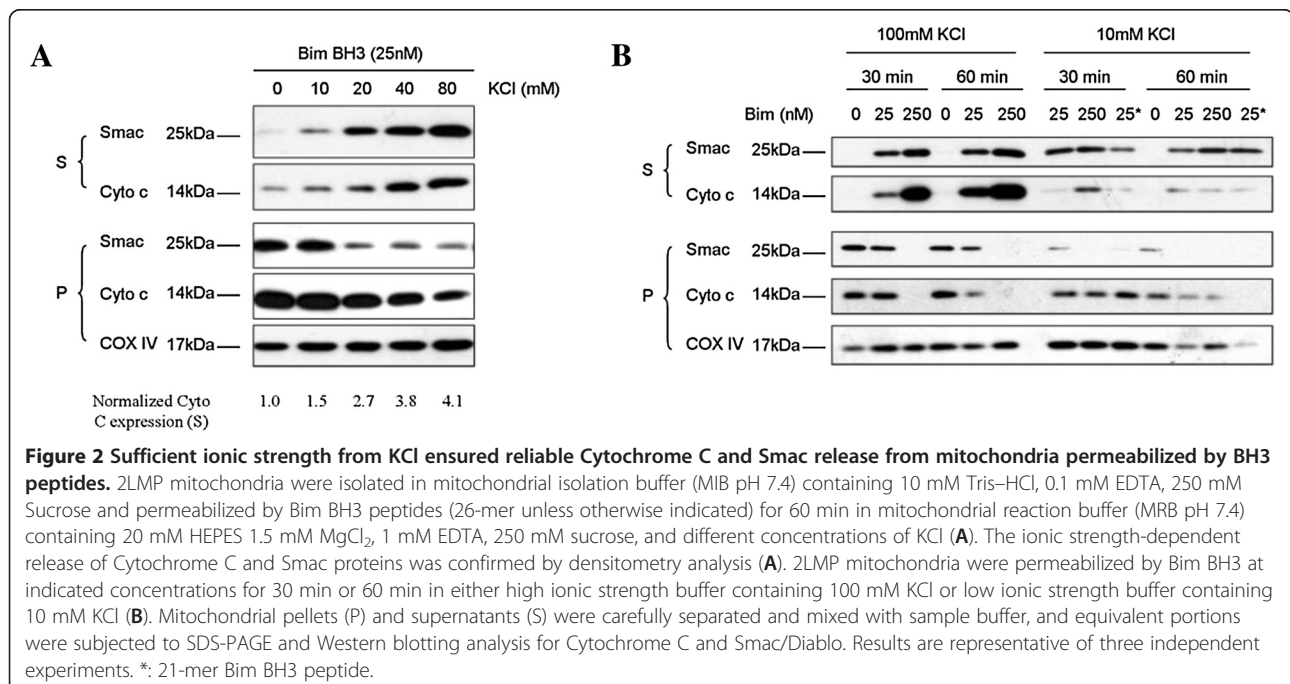 A
Bim BH3 (25nM)
0 10 20 40 80 KCl (mM)
S
Smac 25kDa
Cyto c 14kDa
P
Smac 25kDa
Cyto c 14kDa
COX IV 17kDa
Normalized Cyto
C expression (S)
1.0 1.5 2.7 3.8 4.1
B
100mM KCl 10mM KCl
30 min 60 min 30 min 60 min
Bim (nM) 0 25 250 0 25 250 25 250 25* 0 25 250 25*
S
Smac 25kDa
Cyto c 14kDa
P
Smac 25kDa
Cyto c 14kDa
COX IV 17kDa
Figure 2 Sufficient ionic strength from KCl ensured reliable Cytochrome C and Smac release from mitochondria permeabilized by BH3
peptides. 2LMP mitochondria were isolated in mitochondrial isolation buffer (MIB pH 7.4) containing 10 mM Tris–HCl, 0.1 mM EDTA, 250 mM
Sucrose and permeabilized by Bim BH3 peptides (26-mer unless otherwise indicated) for 60 min in mitochondrial reaction buffer (MRB pH 7.4)
containing 20 mM HEPES 1.5 mM MgCl₂, 1 mM EDTA, 250 mM sucrose, and different concentrations of KCl (A). The ionic strength-dependent
release of Cytochrome C and Smac proteins was confirmed by densitometry analysis (A). 2LMP mitochondria were permeabilized by Bim BH3 at
indicated concentrations for 30 min or 60 min in either high ionic strength buffer containing 100 mM KCl or low ionic strength buffer containing
10 mM KCl (B). Mitochondrial pellets (P) and supernatants (S) were carefully separated and mixed with sample buffer, and equivalent portions
were subjected to SDS-PAGE and Western blotting analysis for Cytochrome C and Smac/Diablo. Results are representative of three independent
experiments. *: 21-mer Bim BH3 peptide.